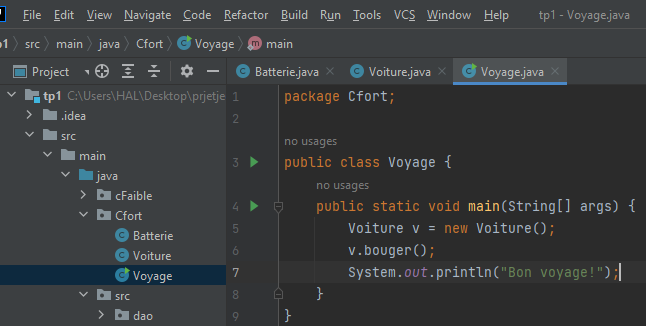 File Edit View Navigate Code Refactor Build Run Tools VCS Window Help tp1 - Voyage.java
p1 src main java Cfort Voyage m main
Project Batterie.java Voiture.java Voyage.java
tp1 C:\Users\HAL\Desktop\prjetje
.idea
src
main
java
cFaible
Cfort
C Batterie
C Voiture
C Voyage
src
dao
1 package Cfort;
2
no usages
3 public class Voyage {
no usages
4 public static void main(String[] args) {
5 Voiture v = new Voiture();
6 v.bouger();
7 System.out.println("Bon voyage!");
8 }
9 }